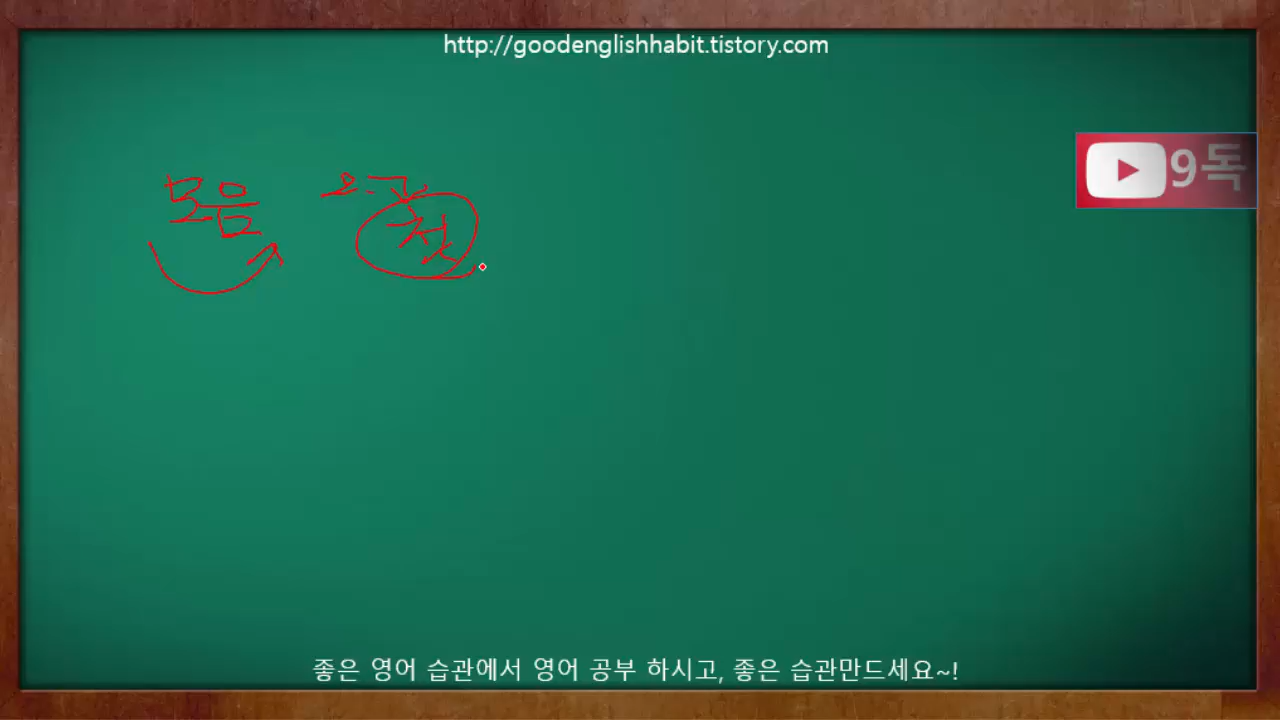 http://goodenglishhabit.tistory.com
9독
모음
좋은 영어 습관에서 영어 공부 하시고, 좋은 습관만드세요~!